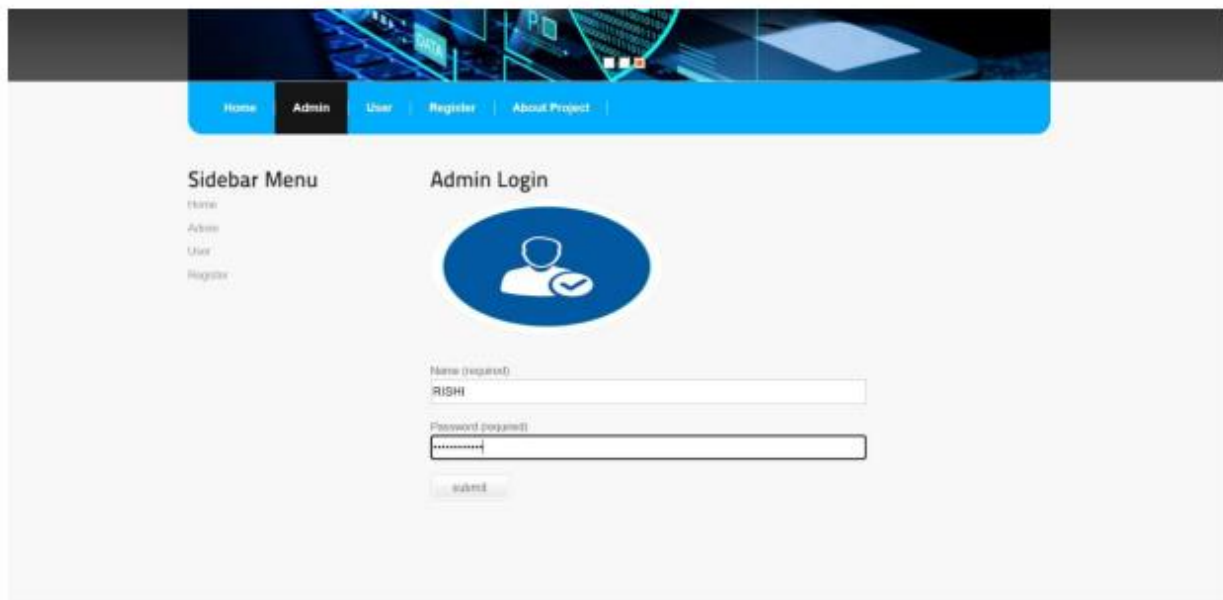 DATA
Home Admin User Register About Project
Sidebar Menu
Home
Admin
User
Register
Admin Login
Name (required)
RISHI
Password (required)
••••••••••••
submit